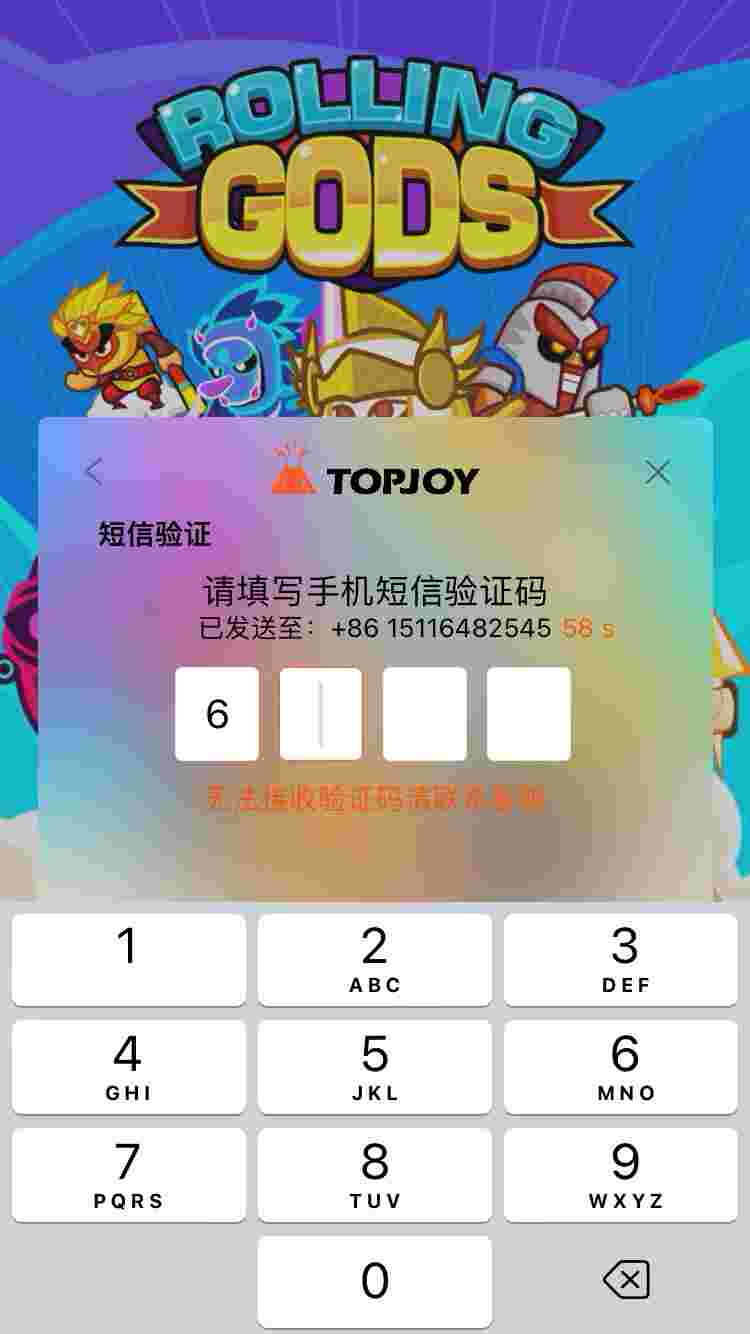 ROLLING
GODS
TOPJOY
短信验证
请填写手机短信验证码
已发送至：+86 15116482545 58 s
6
无法接收验证码请联系客服
1
2
ABC
3
DEF
4
GHI
5
JKL
6
MNO
7
PQRS
8
TUV
9
WXYZ
0